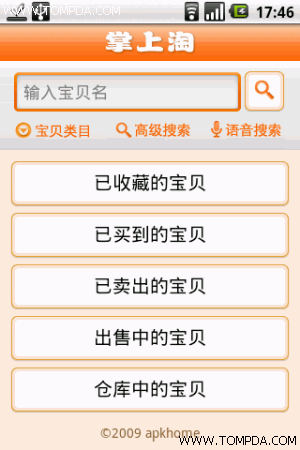 WWW.TOMPDA.COM
17:46
掌上淘
输入宝贝名
宝贝类目 高级搜索 语音搜索
已收藏的宝贝
已买到的宝贝
已卖出的宝贝
出售中的宝贝
仓库中的宝贝
©2009 apkhome
www.TOMPDA.COM